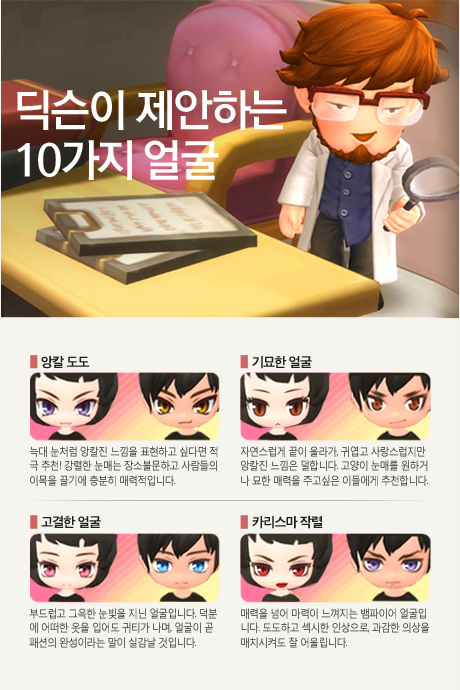 딕슨이 제안하는
10가지 얼굴
앙칼 도도
늑대 눈처럼 앙칼진 느낌을 표현하고 싶다면 적
극 추천! 강렬한 눈매는 장소불문하고 사람들의
이목을 끌기에 충분히 매력적입니다.
기묘한 얼굴
자연스럽게 끝이 올라가, 귀엽고 사랑스럽지만
앙칼진 느낌은 덜합니다. 고양이 눈매를 원하거
나 묘한 매력을 주고싶은 이들에게 추천합니다.
고결한 얼굴
부드럽고 그윽한 눈빛을 지닌 얼굴입니다. 덕분
에 어떠한 옷을 입어도 귀티가 나며, 얼굴이 곧
패션의 완성이라는 말이 실감날 것입니다.
카리스마 작렬
매력을 넘어 마력이 느껴지는 뱀파이어 얼굴입
니다. 도도하고 섹시한 인상으로, 과감한 의상을
매치시켜도 잘 어울립니다.